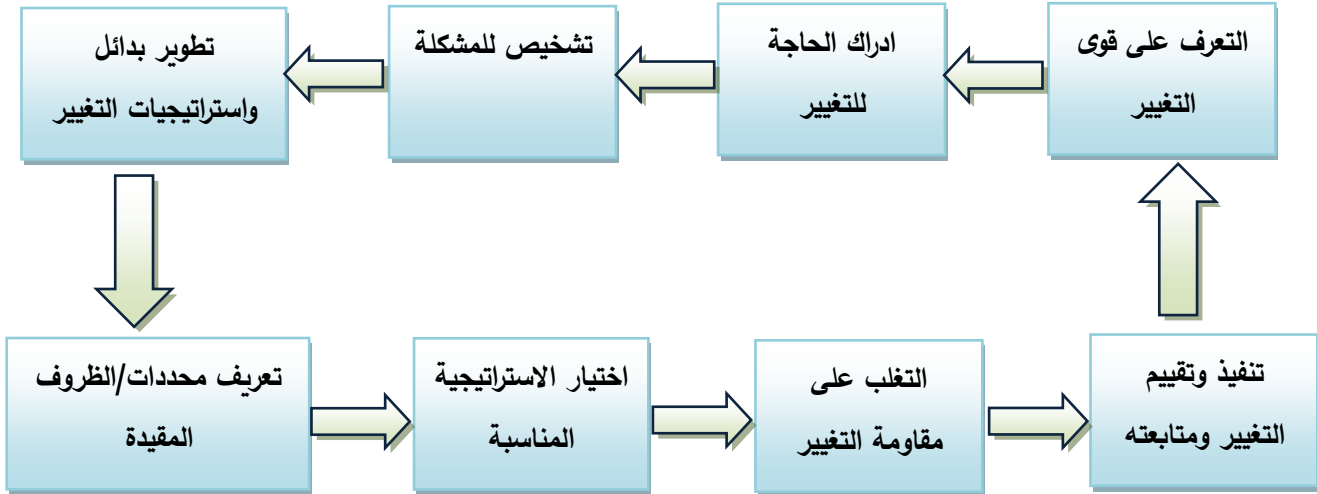 التعرف على قوى
التغيير
ادراك الحاجة
للتغيير
تشخيص للمشكلة
تطوير بدائل
واستراتيجيات التغيير
تعريف محددات/الظروف
المقيدة
اختيار الاستراتيجية
المناسبة
التغلب على
مقاومة التغيير
تنفيذ وتقييم
التغيير ومتابعته